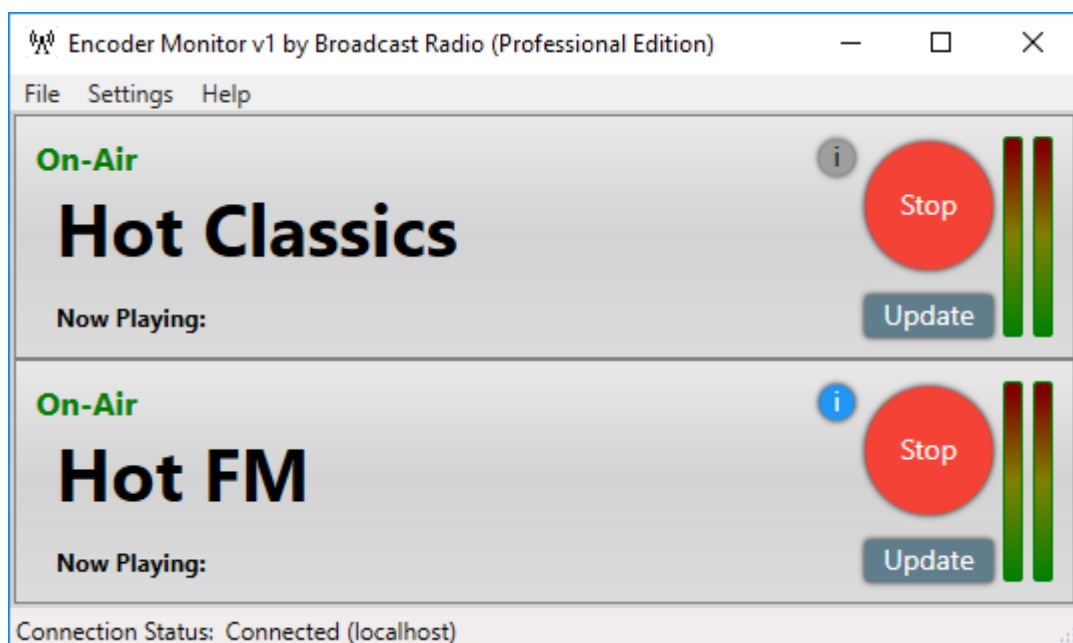 Encoder Monitor v1 by Broadcast Radio (Professional Edition)
File Settings Help
On-Air
i
Hot Classics
Stop
Now Playing:
Update
On-Air
i
Hot FM
Stop
Now Playing:
Update
Connection Status: Connected (localhost)